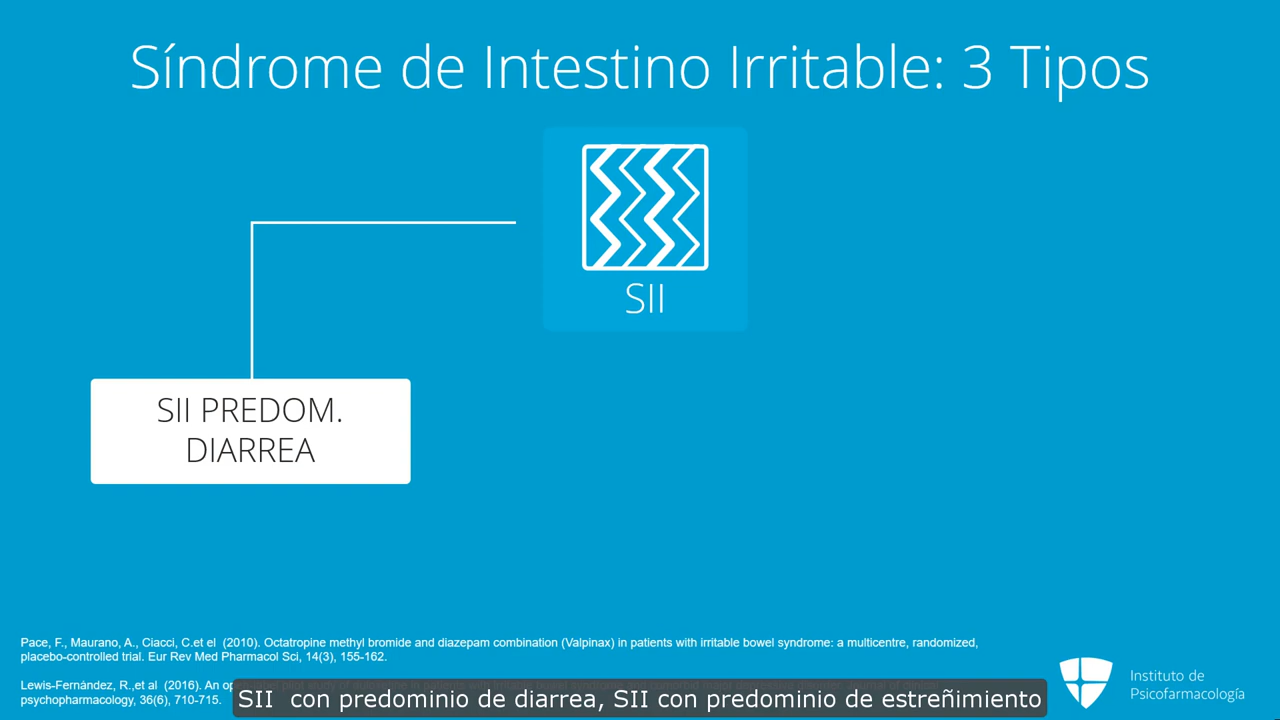 Síndrome de Intestino Irritable: 3 Tipos
SII
SII PREDOM.
DIARREA
Pace, F., Maurano, A., Ciacci, C.et el  (2010). Octatropine methyl bromide and diazepam combination (Valpinax) in patients with irritable bowel syndrome: a multicentre, randomized,
placebo-controlled trial. Eur Rev Med Pharmacol Sci, 14(3), 155-162.
Lewis-Fernández, R.,et al  (2016). An op
psychopharmacology, 36(6), 710-715.
SII  con predominio de diarrea, SII con predominio de estreñimiento
Instituto de
Psicofarmacología